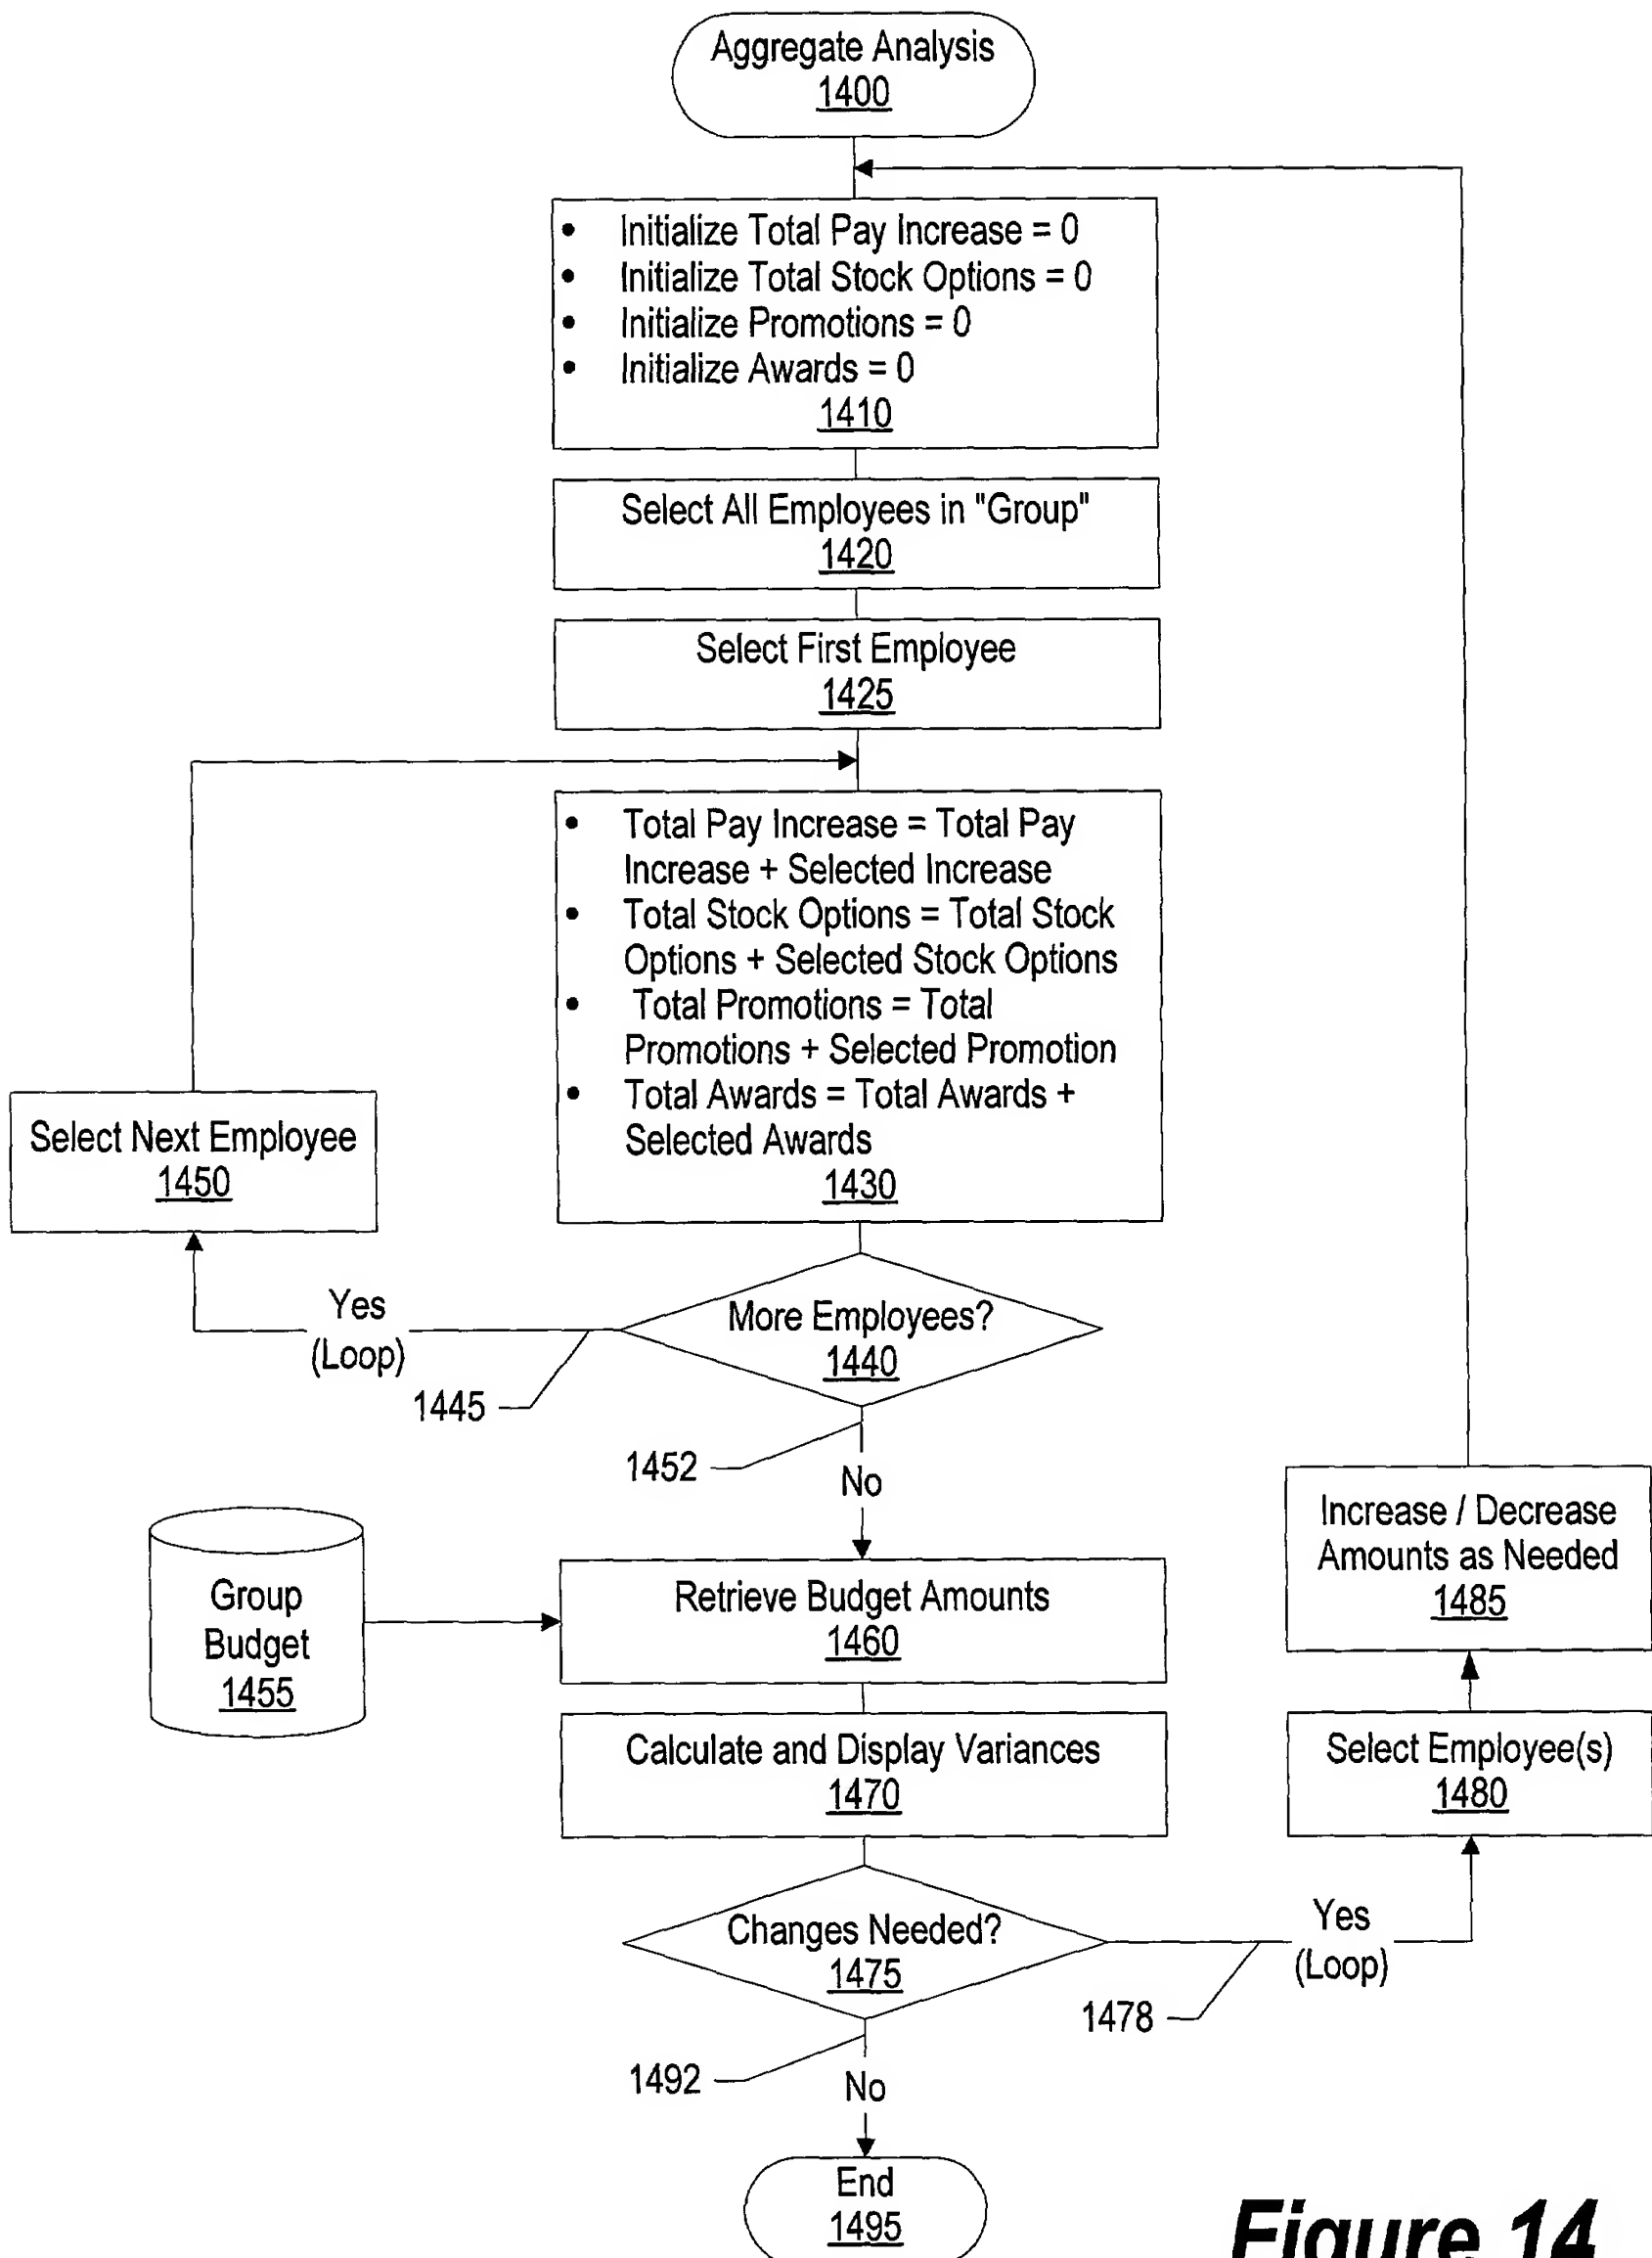 Aggregate Analysis
1400
• Initialize Total Pay Increase = 0
• Initialize Total Stock Options = 0
• Initialize Promotions = 0
• Initialize Awards = 0
1410
Select All Employees in "Group"
1420
Select First Employee
1425
• Total Pay Increase = Total Pay
Increase + Selected Increase
• Total Stock Options = Total Stock
Options + Selected Stock Options
• Total Promotions = Total
Promotions + Selected Promotion
• Total Awards = Total Awards +
Selected Awards
1430
Select Next Employee
1450
More Employees?
1440
Yes
(Loop)
1445
1452
No
Group
Budget
1455
Retrieve Budget Amounts
1460
Increase / Decrease
Amounts as Needed
1485
Calculate and Display Variances
1470
Select Employee(s)
1480
Changes Needed?
1475
Yes
(Loop)
1478
1492
No
End
1495
Figure 14